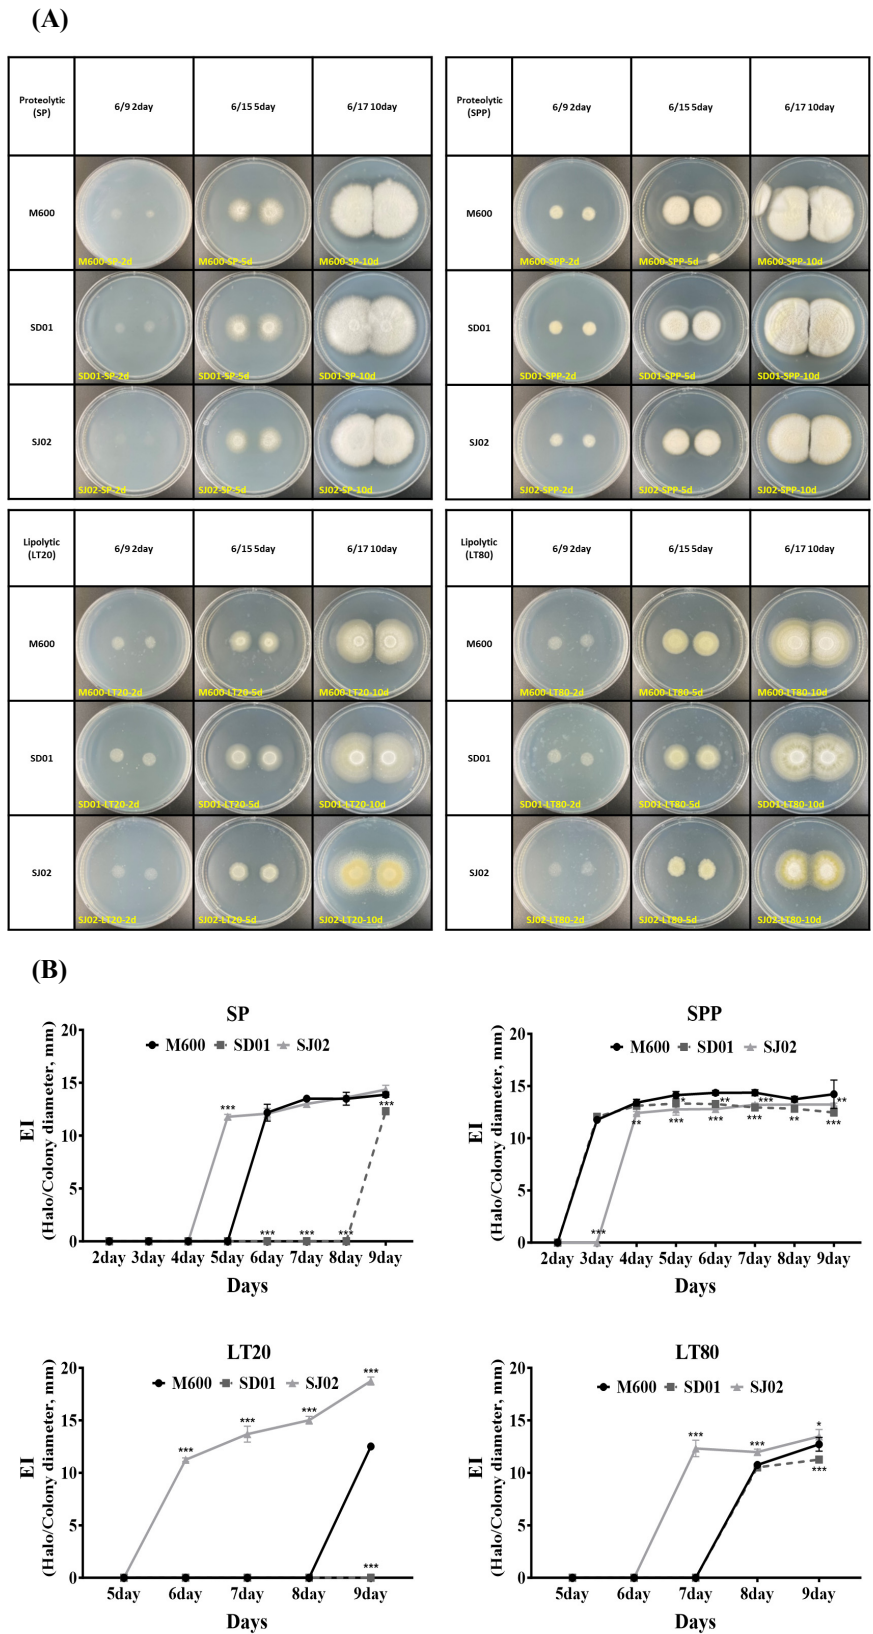 (A)
Proteolytic
(SP)
6/9 2day
6/15 5day
6/17 10day
M600
M600-SP-2d
M600-SP-5d
M600-SP-10d
SD01
SD01-SP-2d
SD01-SP-5d
SD01-SP-10d
SJ02
SJ02-SP-2d
SJ02-SP-5d
SJ02-SP-10d
Proteolytic
(SPP)
6/9 2day
6/15 5day
6/17 10day
M600
M600-SPP-2d
M600-SPP-5d
M600-SPP-10d
SD01
SD01-SPP-2d
SD01-SPP-5d
SD01-SPP-10d
SJ02
SJ02-SPP-2d
SJ02-SPP-5d
SJ02-SPP-10d
Lipolytic
(LT20)
6/9 2day
6/15 5day
6/17 10day
M600
M600-LT20-2d
M600-LT20-5d
M600-LT20-10d
SD01
SD01-LT20-2d
SD01-LT20-5d
SD01-LT20-10d
SJ02
SJ02-LT20-2d
SJ02-LT20-5d
SJ02-LT20-10d
Lipolytic
(LT80)
6/9 2day
6/15 5day
6/17 10day
M600
M600-LT80-2d
M600-LT80-5d
M600-LT80-10d
SD01
SD01-LT80-2d
SD01-LT80-5d
SD01-LT80-10d
SJ02
SJ02-LT80-2d
SJ02-LT80-5d
SJ02-LT80-10d
(B)
SP
M600 SD01 SJ02
EI
(Halo/Colony diameter, mm)
20
15
10
5
0
***
***
*** *** ***
2day 3day 4day 5day 6day 7day 8day 9day
Days
SPP
M600 SD01 SJ02
EI
(Halo/Colony diameter, mm)
20
15
10
5
0
* ** *** **
** *** *** *** ** ***
***
2day 3day 4day 5day 6day 7day 8day 9day
Days
LT20
M600 SD01 SJ02
EI
(Halo/Colony diameter, mm)
20
15
10
5
0
*** *** *** ***
***
5day 6day 7day 8day 9day
Days
LT80
M600 SD01 SJ02
EI
(Halo/Colony diameter, mm)
20
15
10
5
0
*** *** *
***
5day 6day 7day 8day 9day
Days